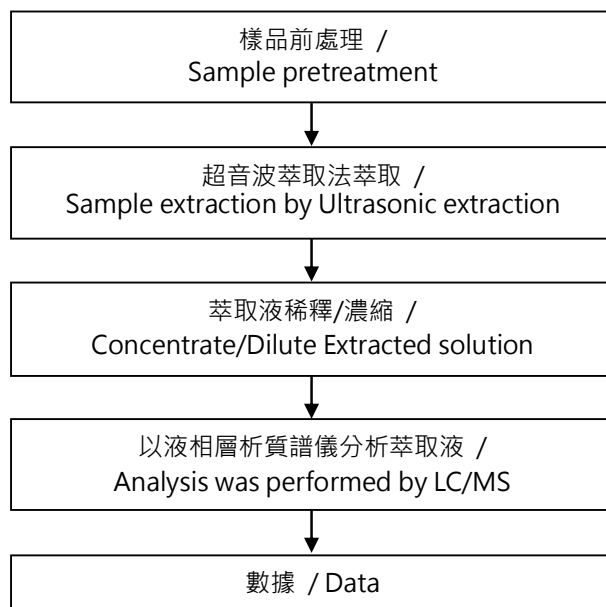 樣品前處理 /
Sample pretreatment
超音波萃取法萃取 /
Sample extraction by Ultrasonic extraction
萃取液稀釋/濃縮 /
Concentrate/Dilute Extracted solution
以液相層析質譜儀分析萃取液 /
Analysis was performed by LC/MS
數據 / Data